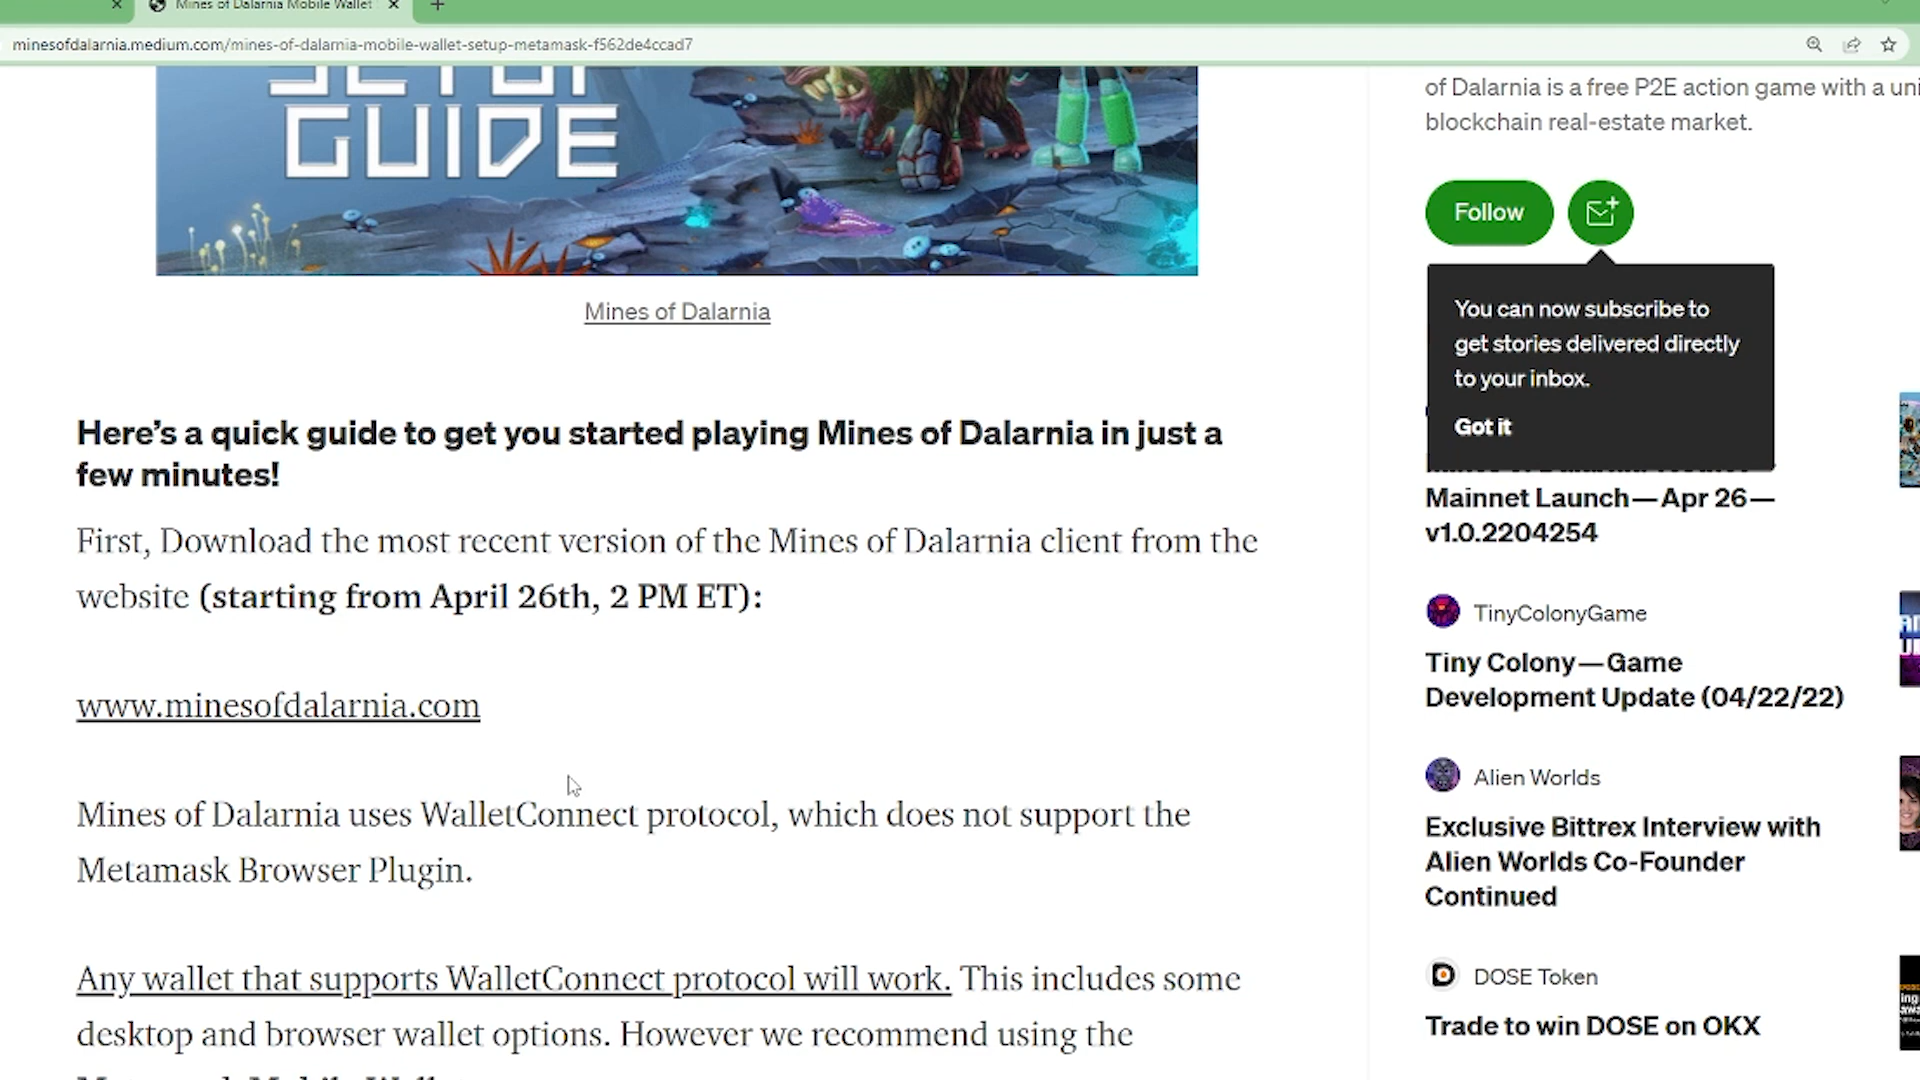 Mines of Dalarnia Mobile Wallet
minesofdalarnia.medium.com/mines-of-dalarnia-mobile-wallet-setup-metamask-f562de4ccad7
SETUP
GUIDE
Mines of Dalarnia
Here's a quick guide to get you started playing Mines of Dalarnia in just a
few minutes!
First, Download the most recent version of the Mines of Dalarnia client from the
website (starting from April 26th, 2 PM ET):
www.minesofdalarnia.com
Mines of Dalarnia uses WalletConnect protocol, which does not support the
Metamask Browser Plugin.
Any wallet that supports WalletConnect protocol will work. This includes some
desktop and browser wallet options. However we recommend using the
of Dalarnia is a free P2E action game with a uni
blockchain real-estate market.
Follow
You can now subscribe to
get stories delivered directly
to your inbox.
Got it
Mainnet Launch—Apr 26—
v1.0.2204254
TinyColonyGame
Tiny Colony—Game
Development Update (04/22/22)
Alien Worlds
Exclusive Bittrex Interview with
Alien Worlds Co-Founder
Continued
DOSE Token
Trade to win DOSE on OKX